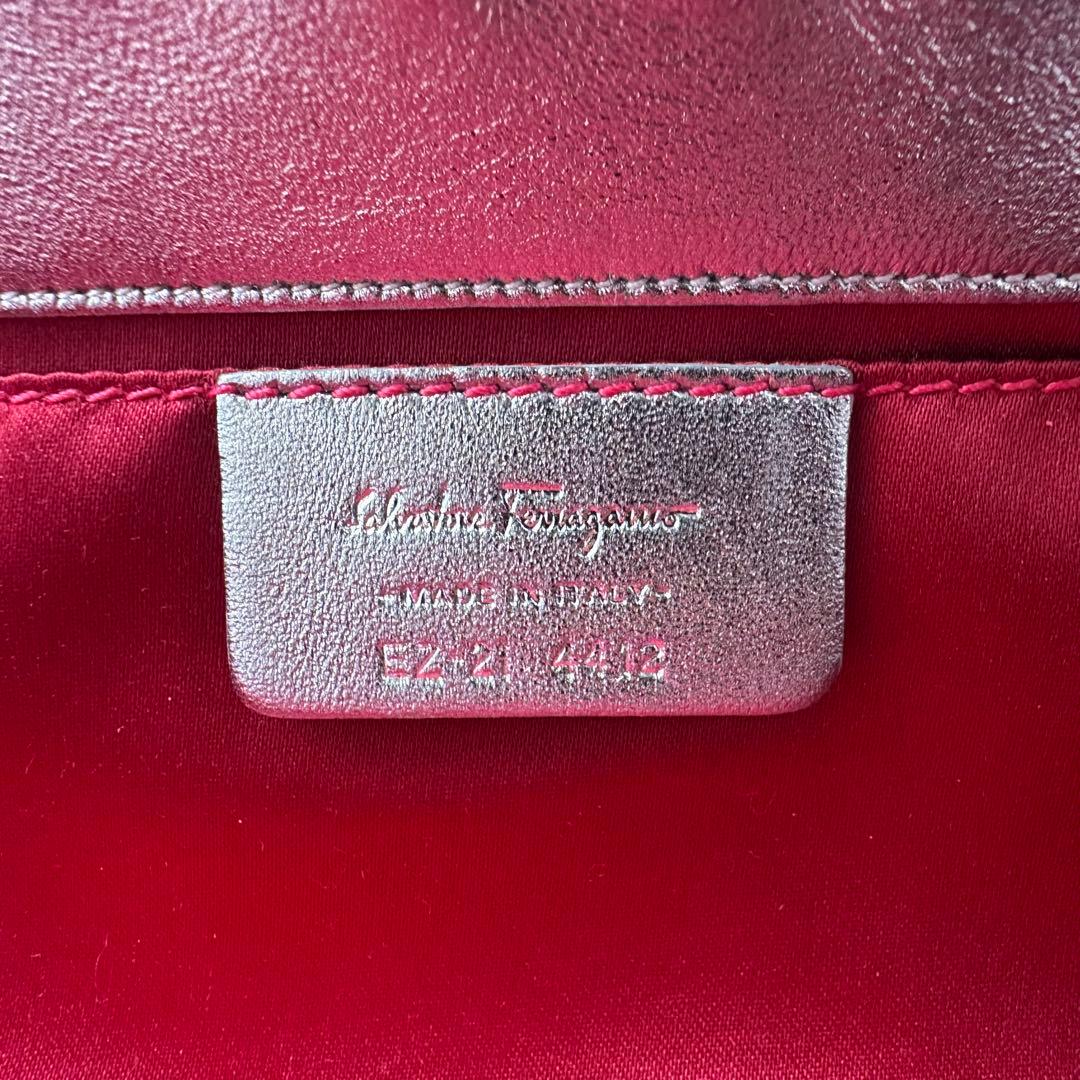 Salvatore Ferragamo
-MADE IN ITALY-
EZ-21 4412